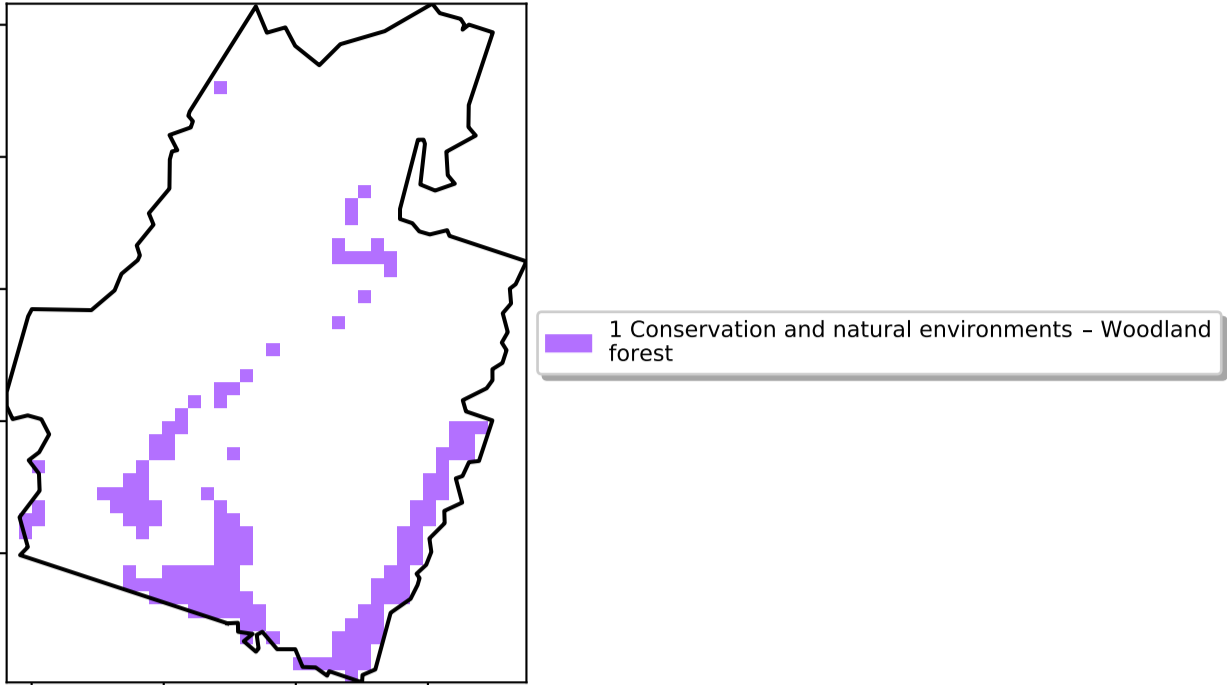 1 Conservation and natural environments – Woodland
forest